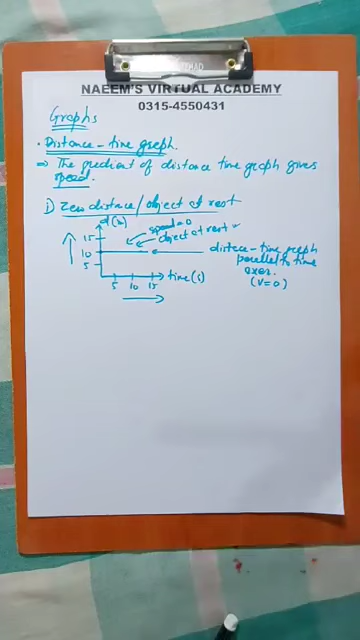 NAEEM'S VIRTUAL ACADEMY
0315-4550431
Graphs
• Distance-time graph.
⇒ The gradient of distance time graph gives
speed.
i) Zero distance/object at rest
speed=0
object at rest
15
10
5
5 10 15
time(s)
distance-time graph
parallel to time
axes.
(V=0)